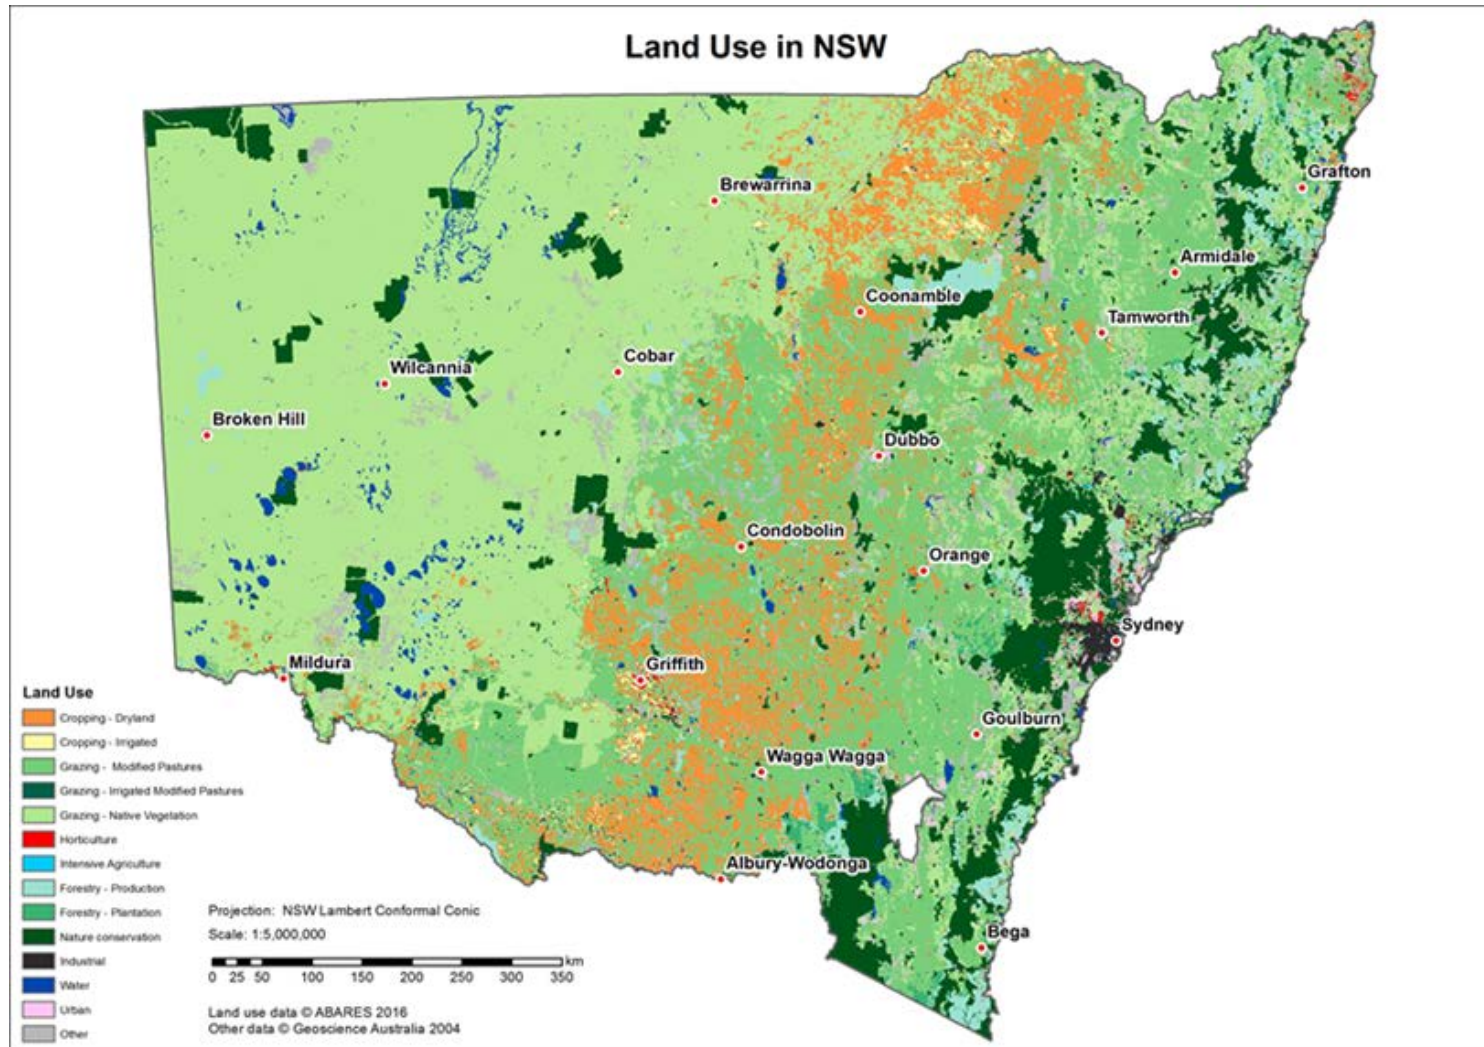 Land Use in NSW
Grafton
Brewarrina
Armidale
Coonamble
Tamworth
Cobar
Wilcannia
Broken Hill
Dubbo
Condobolin
Orange
Sydney
Mildura
Griffith
Goulburn
Wagga Wagga
Albury-Wodonga
Bega
Land Use
Cropping - Dryland
Cropping - Irrigated
Grazing - Modified Pastures
Grazing - Irrigated Modified Pastures
Grazing - Native Vegetation
Horticulture
Intensive Agriculture
Forestry - Production
Forestry - Plantation
Nature conservation
Industrial
Water
Urban
Other
Projection: NSW Lambert Conformal Conic
Scale: 1:5,000,000
km
0 25 50 100 150 200 250 300 350
Land use data © ABARES 2016
Other data © Geoscience Australia 2004